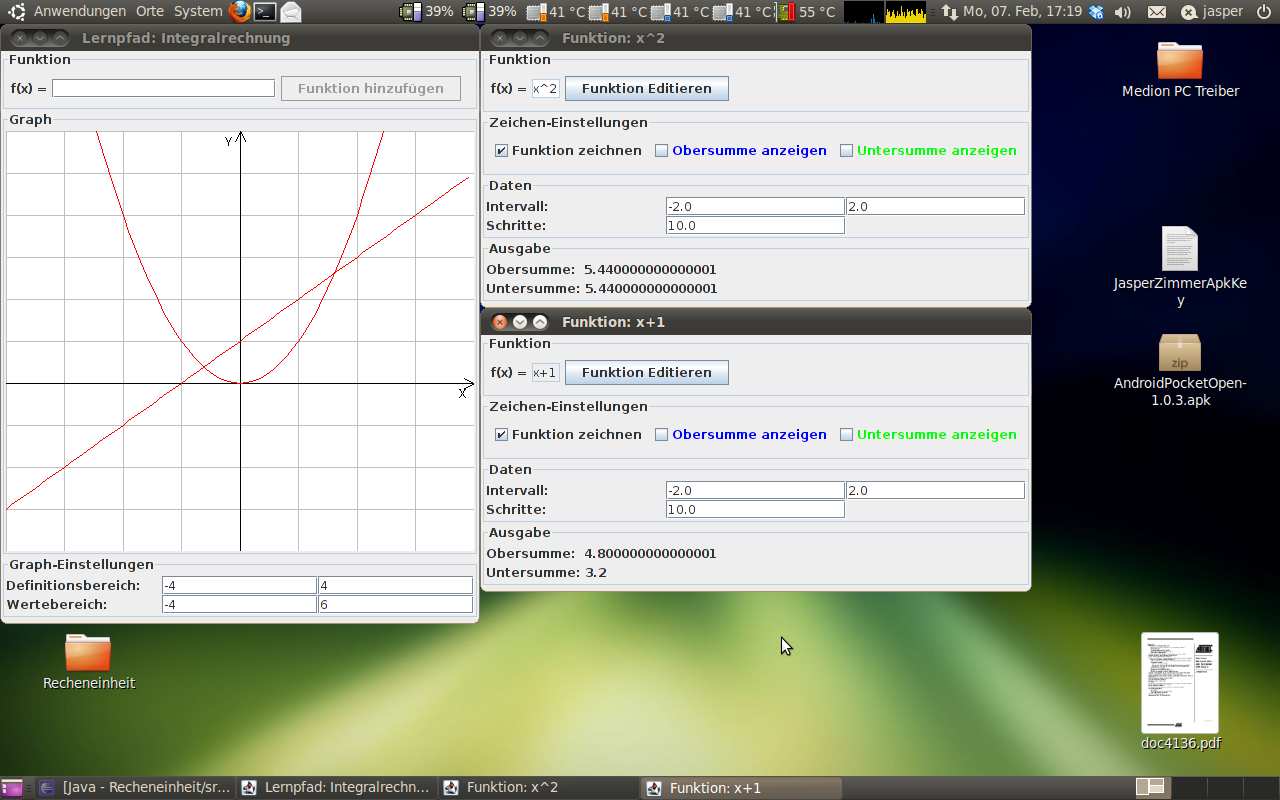 Anwendungen Orte System 39% 39% 41 °C 41 °C 41 °C 41 °C 55 °C Mo, 07. Feb, 17:19 jasper
Lernpfad: Integralrechnung
Funktion
f(x) = Funktion hinzufügen
Graph
Y
X
Graph-Einstellungen
Definitionsbereich: -4 4
Wertebereich: -4 6
Funktion: x^2
Funktion
f(x) = x^2 Funktion Editieren
Zeichen-Einstellungen
Funktion zeichnen Obersumme anzeigen Untersumme anzeigen
Daten
Intervall: -2.0 2.0
Schritte: 10.0
Ausgabe
Obersumme: 5.440000000000001
Untersumme: 5.440000000000001
Funktion: x+1
Funktion
f(x) = x+1 Funktion Editieren
Zeichen-Einstellungen
Funktion zeichnen Obersumme anzeigen Untersumme anzeigen
Daten
Intervall: -2.0 2.0
Schritte: 10.0
Ausgabe
Obersumme: 4.800000000000001
Untersumme: 3.2
Medion PC Treiber
JasperZimmerApkKe
y
zip
AndroidPocketOpen-
1.0.3.apk
Recheneinheit
doc4136.pdf
[Java - Recheneinheit/sr... Lernpfad: Integralrechn... Funktion: x^2 Funktion: x+1